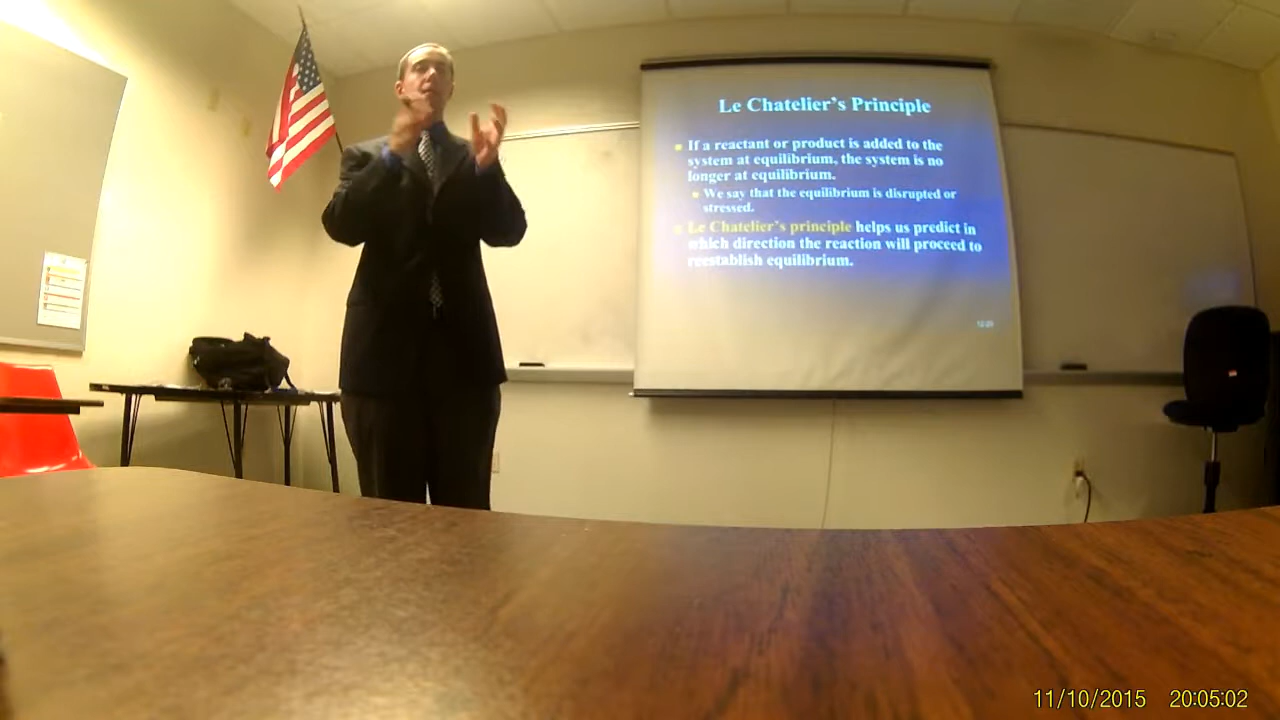 Le Chatelier's Principle
If a reactant or product is added to the
system at equilibrium, the system is no
longer at equilibrium.
We say that the equilibrium is disrupted or
stressed.
Le Chatelier's principle helps us predict in
which direction the reaction will proceed to
reestablish equilibrium.
11/10/2015 20:05:02